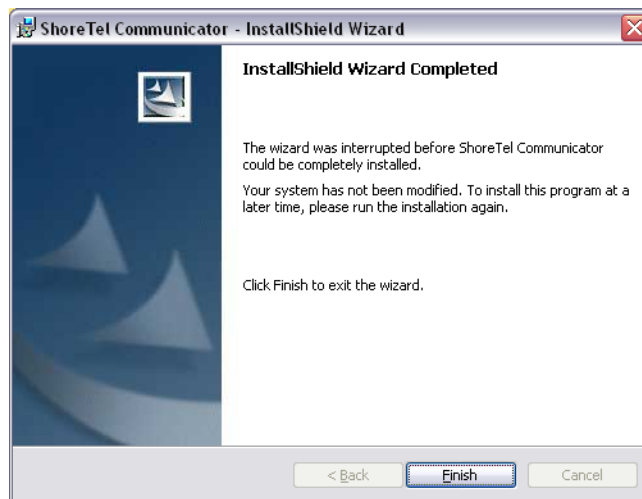 ShoreTel Communicator - InstallShield Wizard
InstallShield Wizard Completed
The wizard was interrupted before ShoreTel Communicator
could be completely installed.
Your system has not been modified. To install this program at a
later time, please run the installation again.
Click Finish to exit the wizard.
< Back Finish Cancel